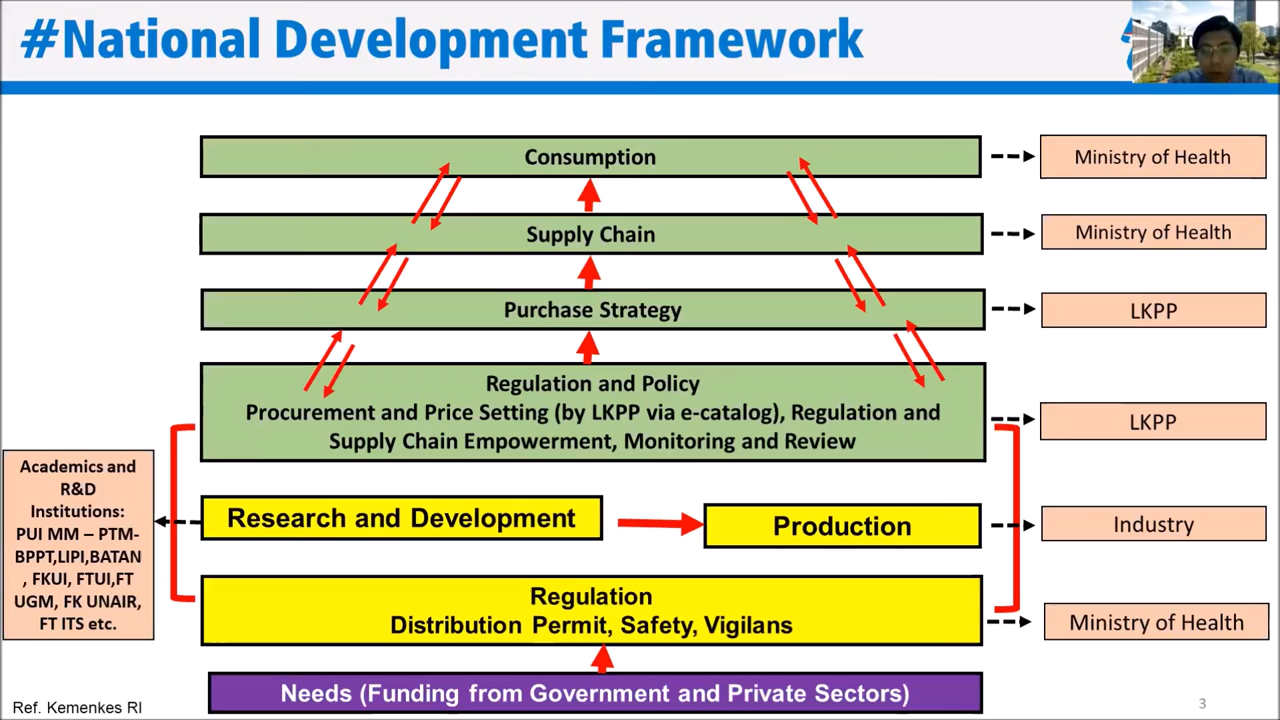 #National Development Framework
Consumption
Ministry of Health
Supply Chain
Ministry of Health
Purchase Strategy
LKPP
Regulation and Policy
Procurement and Price Setting (by LKPP via e-catalog), Regulation and
Supply Chain Empowerment, Monitoring and Review
LKPP
Academics and
R&D
Institutions:
PUI MM – PTM-
BPPT,LIPI,BATAN
, FKUI, FTUI,FT
UGM, FK UNAIR,
FT ITS etc.
Research and Development
Production
Industry
Regulation
Distribution Permit, Safety, Vigilans
Ministry of Health
Needs (Funding from Government and Private Sectors)
Ref. Kemenkes RI
3